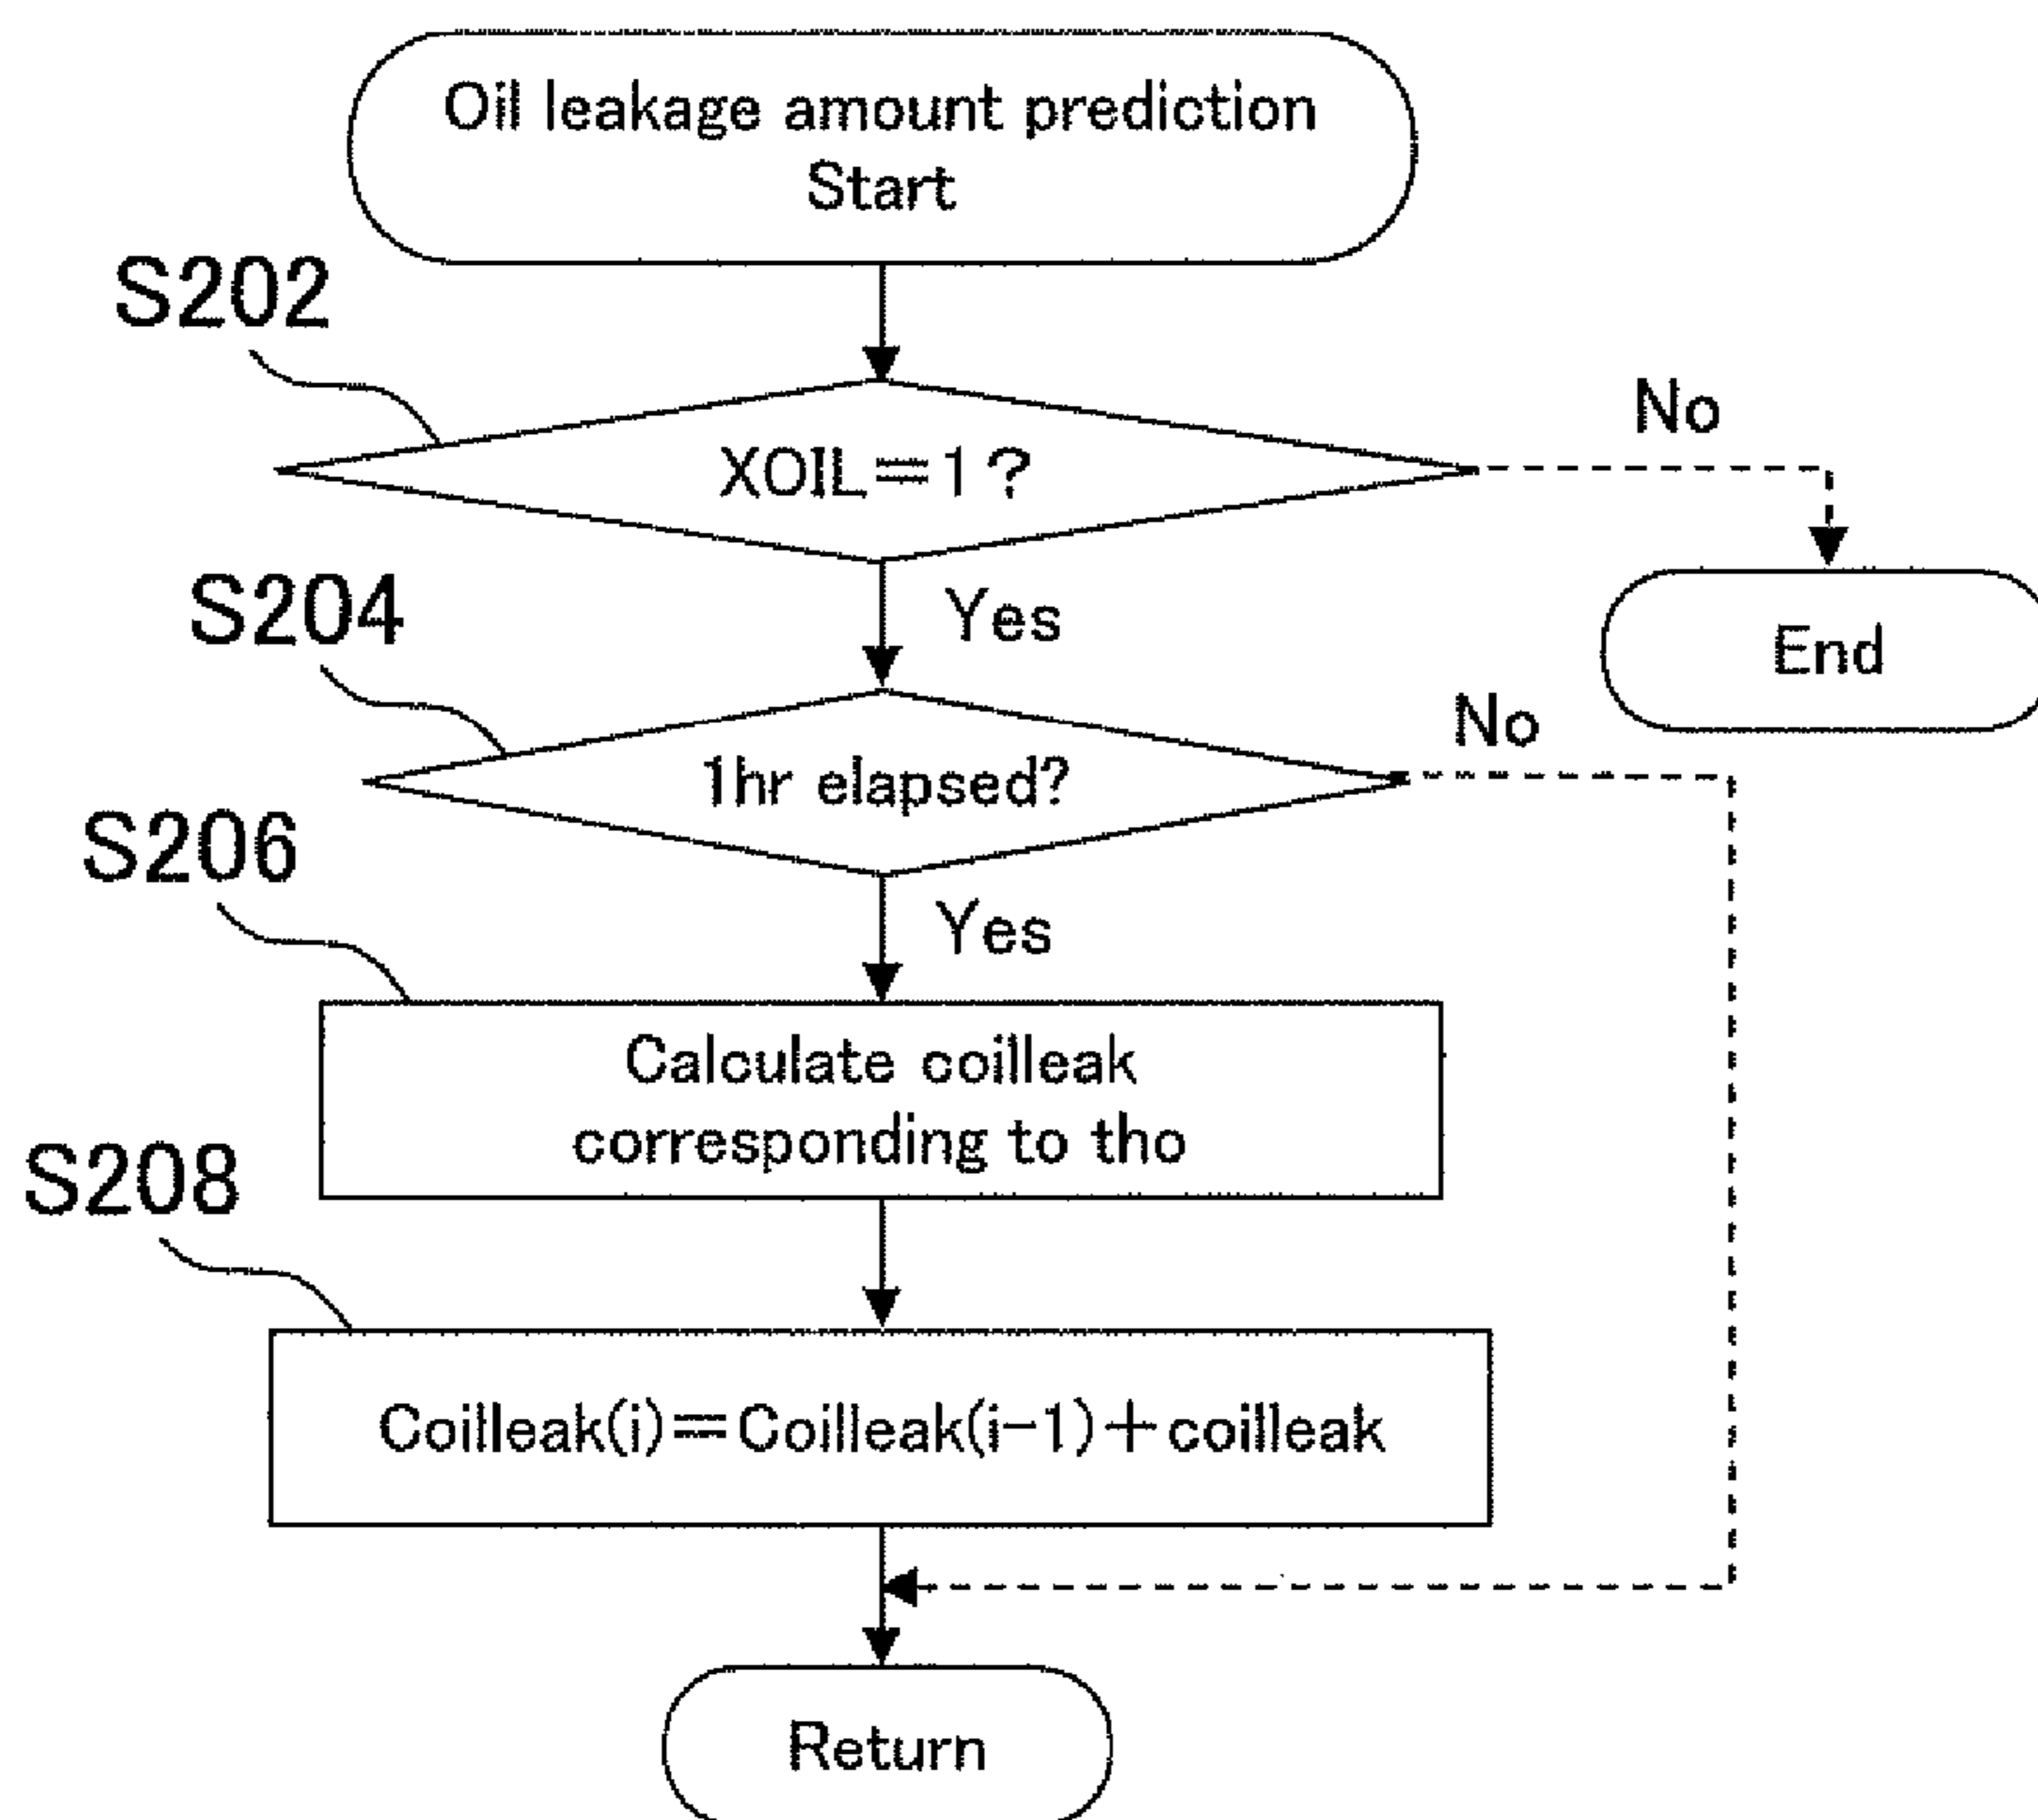 Oil leakage amount prediction
Start
S202
XOIL=1?
No
Yes
End
S204
1hr elapsed?
No
Yes
S206
Calculate coilleak
corresponding to tho
S208
Coilleak(i)=Coilleak(i-1)+coilleak
Return